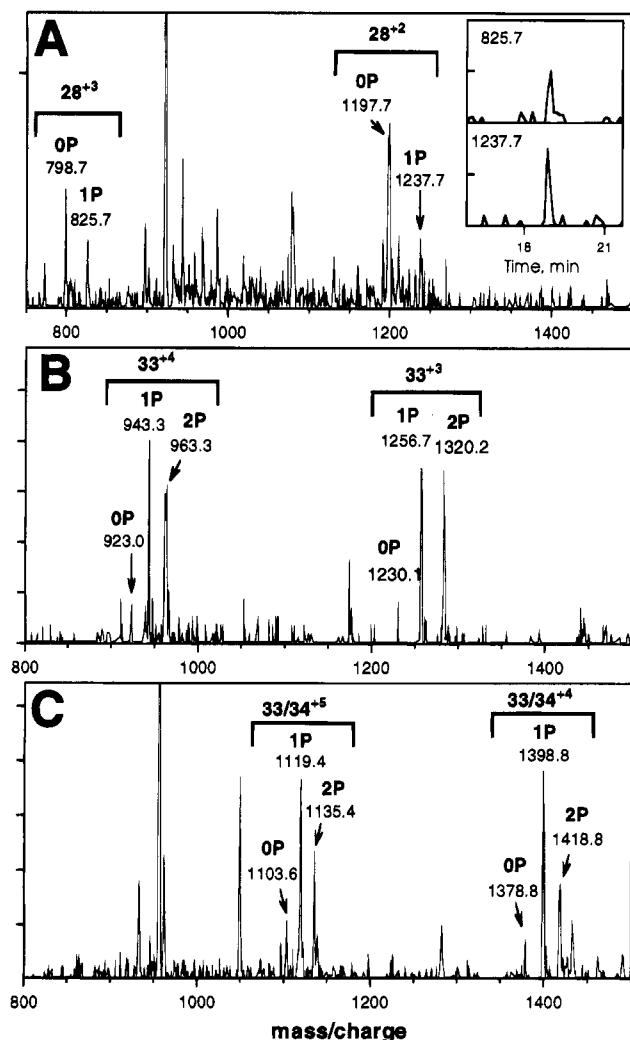 A
28+3
28+2
0P
798.7
1P
825.7
0P
1197.7
1P
1237.7
825.7
1237.7
18
21
Time, min
800
1000
1200
1400
B
33+4
33+3
1P
943.3
2P
963.3
0P
923.0
1P
1256.7
2P
1320.2
0P
1230.1
800
1000
1200
1400
C
33/34+5
33/34+4
1P
1119.4
2P
1135.4
0P
1103.6
1P
1398.8
2P
1418.8
0P
1378.8
800
1000
1200
1400
mass/charge